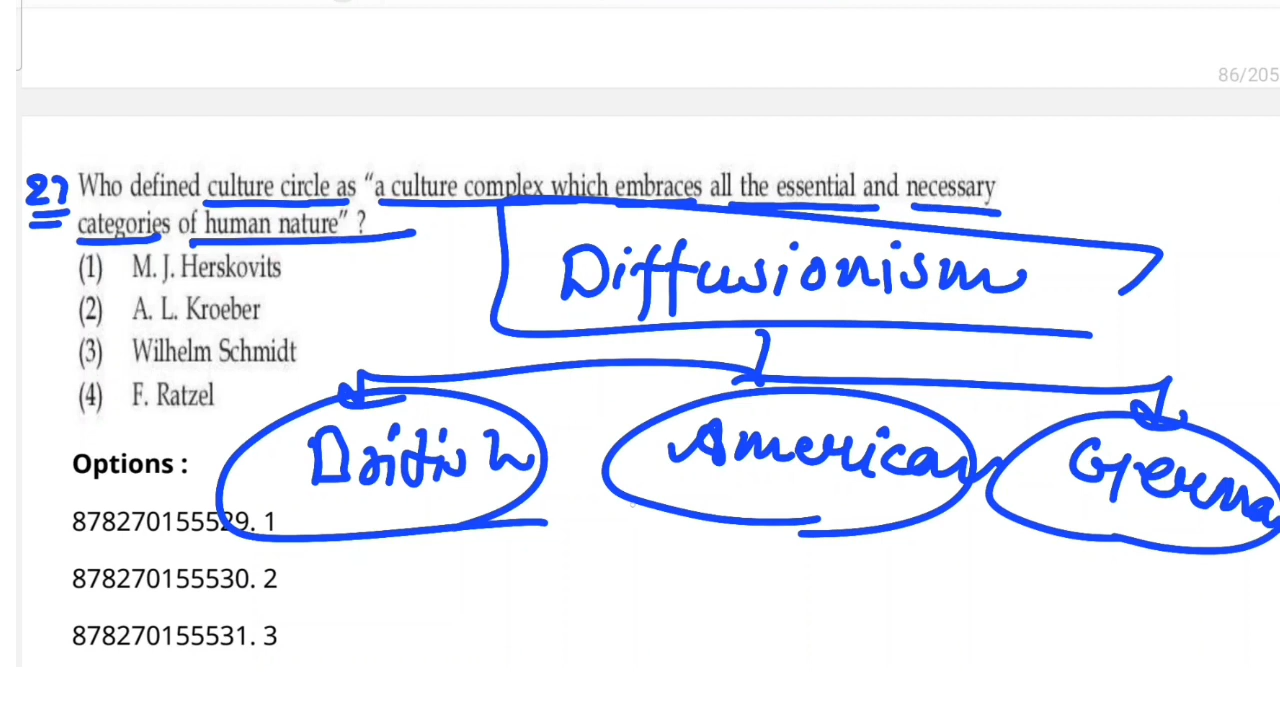 86/205
27 Who defined culture circle as “a culture complex which embraces all the essential and necessary
categories of human nature” ?
Diffusionism
(1) M. J. Herskovits
(2) A. L. Kroeber
(3) Wilhelm Schmidt
(4) F. Ratzel
British American Germa
Options :
878270155529. 1
878270155530. 2
878270155531. 3